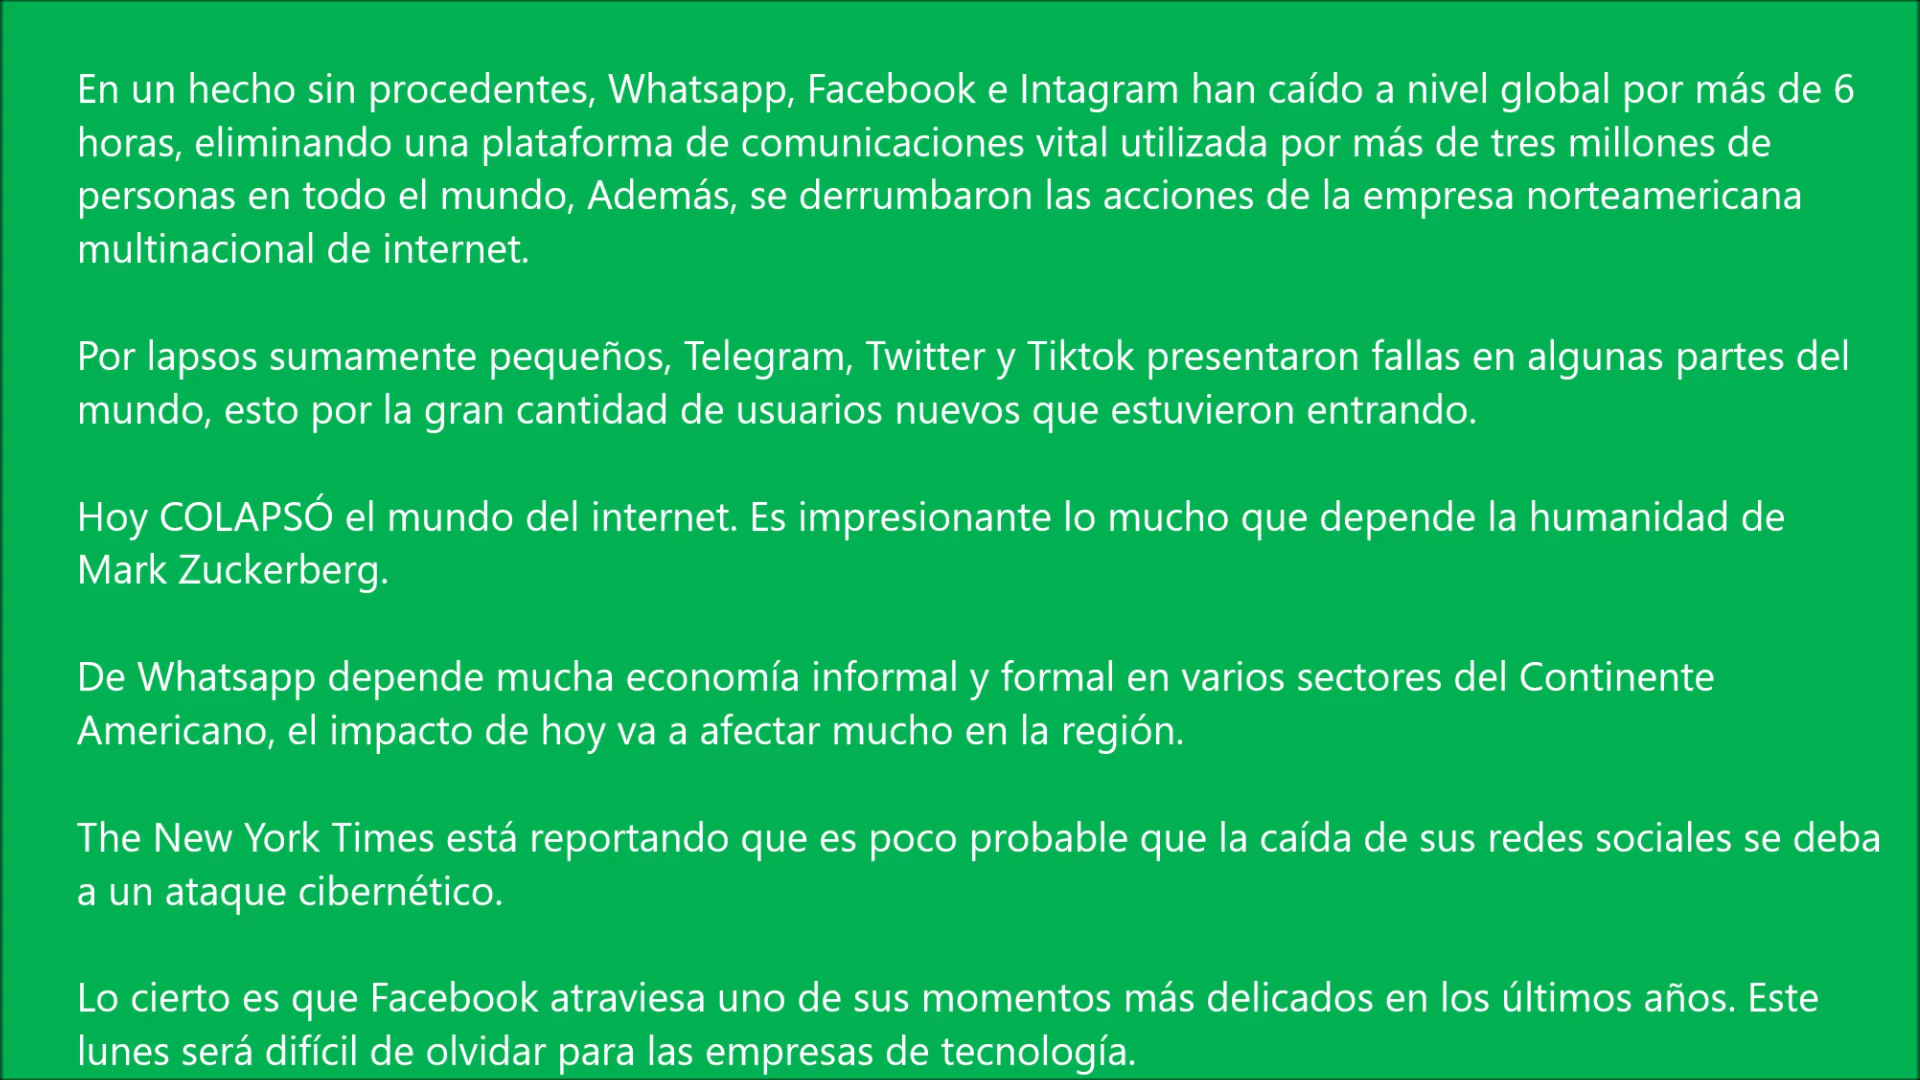 En un hecho sin procedentes, Whatsapp, Facebook e Intagram han caído a nivel global por más de 6
horas, eliminando una plataforma de comunicaciones vital utilizada por más de tres millones de
personas en todo el mundo, Además, se derrumbaron las acciones de la empresa norteamericana
multinacional de internet.
Por lapsos sumamente pequeños, Telegram, Twitter y Tiktok presentaron fallas en algunas partes del
mundo, esto por la gran cantidad de usuarios nuevos que estuvieron entrando.
Hoy COLAPSÓ el mundo del internet. Es impresionante lo mucho que depende la humanidad de
Mark Zuckerberg.
De Whatsapp depende mucha economía informal y formal en varios sectores del Continente
Americano, el impacto de hoy va a afectar mucho en la región.
The New York Times está reportando que es poco probable que la caída de sus redes sociales se deba
a un ataque cibernético.
Lo cierto es que Facebook atraviesa uno de sus momentos más delicados en los últimos años. Este
lunes será difícil de olvidar para las empresas de tecnología.